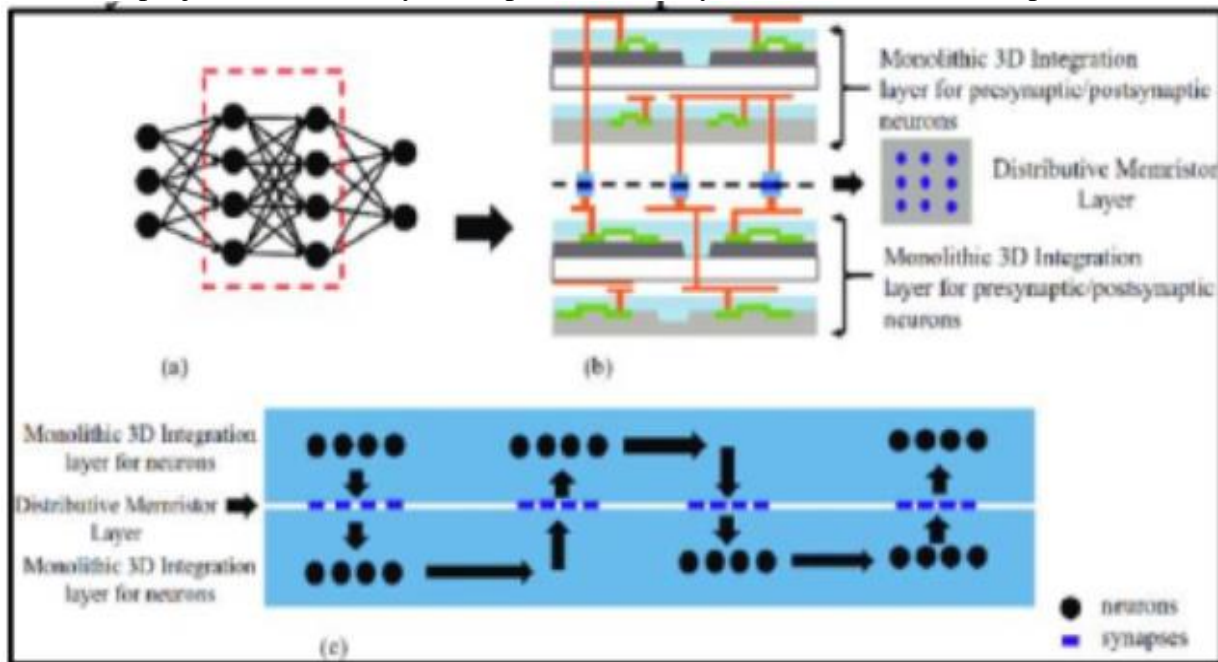 Monolithic 3D Integration
layer for presynaptic/postsynaptic
neurons
Distributive Memristor
Layer
Monolithic 3D Integration
layer for presynaptic/postsynaptic
neurons
(a)
(b)
Monolithic 3D Integration
layer for neurons
Distributive Memristor
Layer
Monolithic 3D Integration
layer for neurons
neurons
synapses
(c)